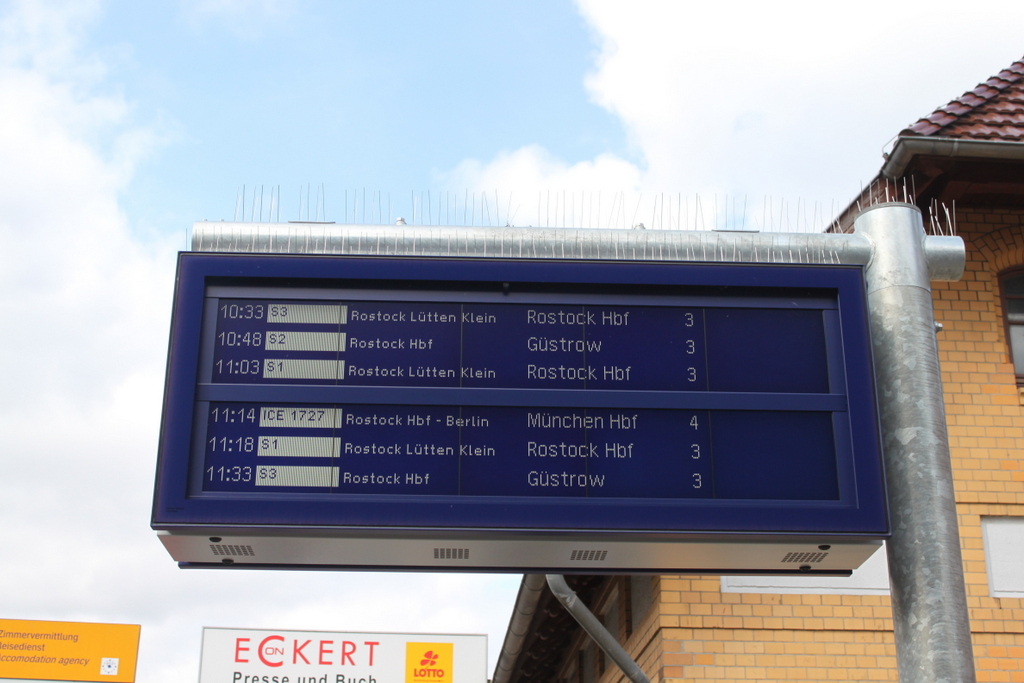 10:33 S3 Rostock Lütten Klein Rostock Hbf 3
10:48 S2 Rostock Hbf Güstrow 3
11:03 S1 Rostock Lütten Klein Rostock Hbf 3
11:14 ICE 1727 Rostock Hbf - Berlin München Hbf 4
11:18 S1 Rostock Lütten Klein Rostock Hbf 3
11:33 S3 Rostock Hbf Güstrow 3
Zimmervermittlung
Reisedienst
accomodation agency
ECKERT
ON
Presse und Buch
LOTTO